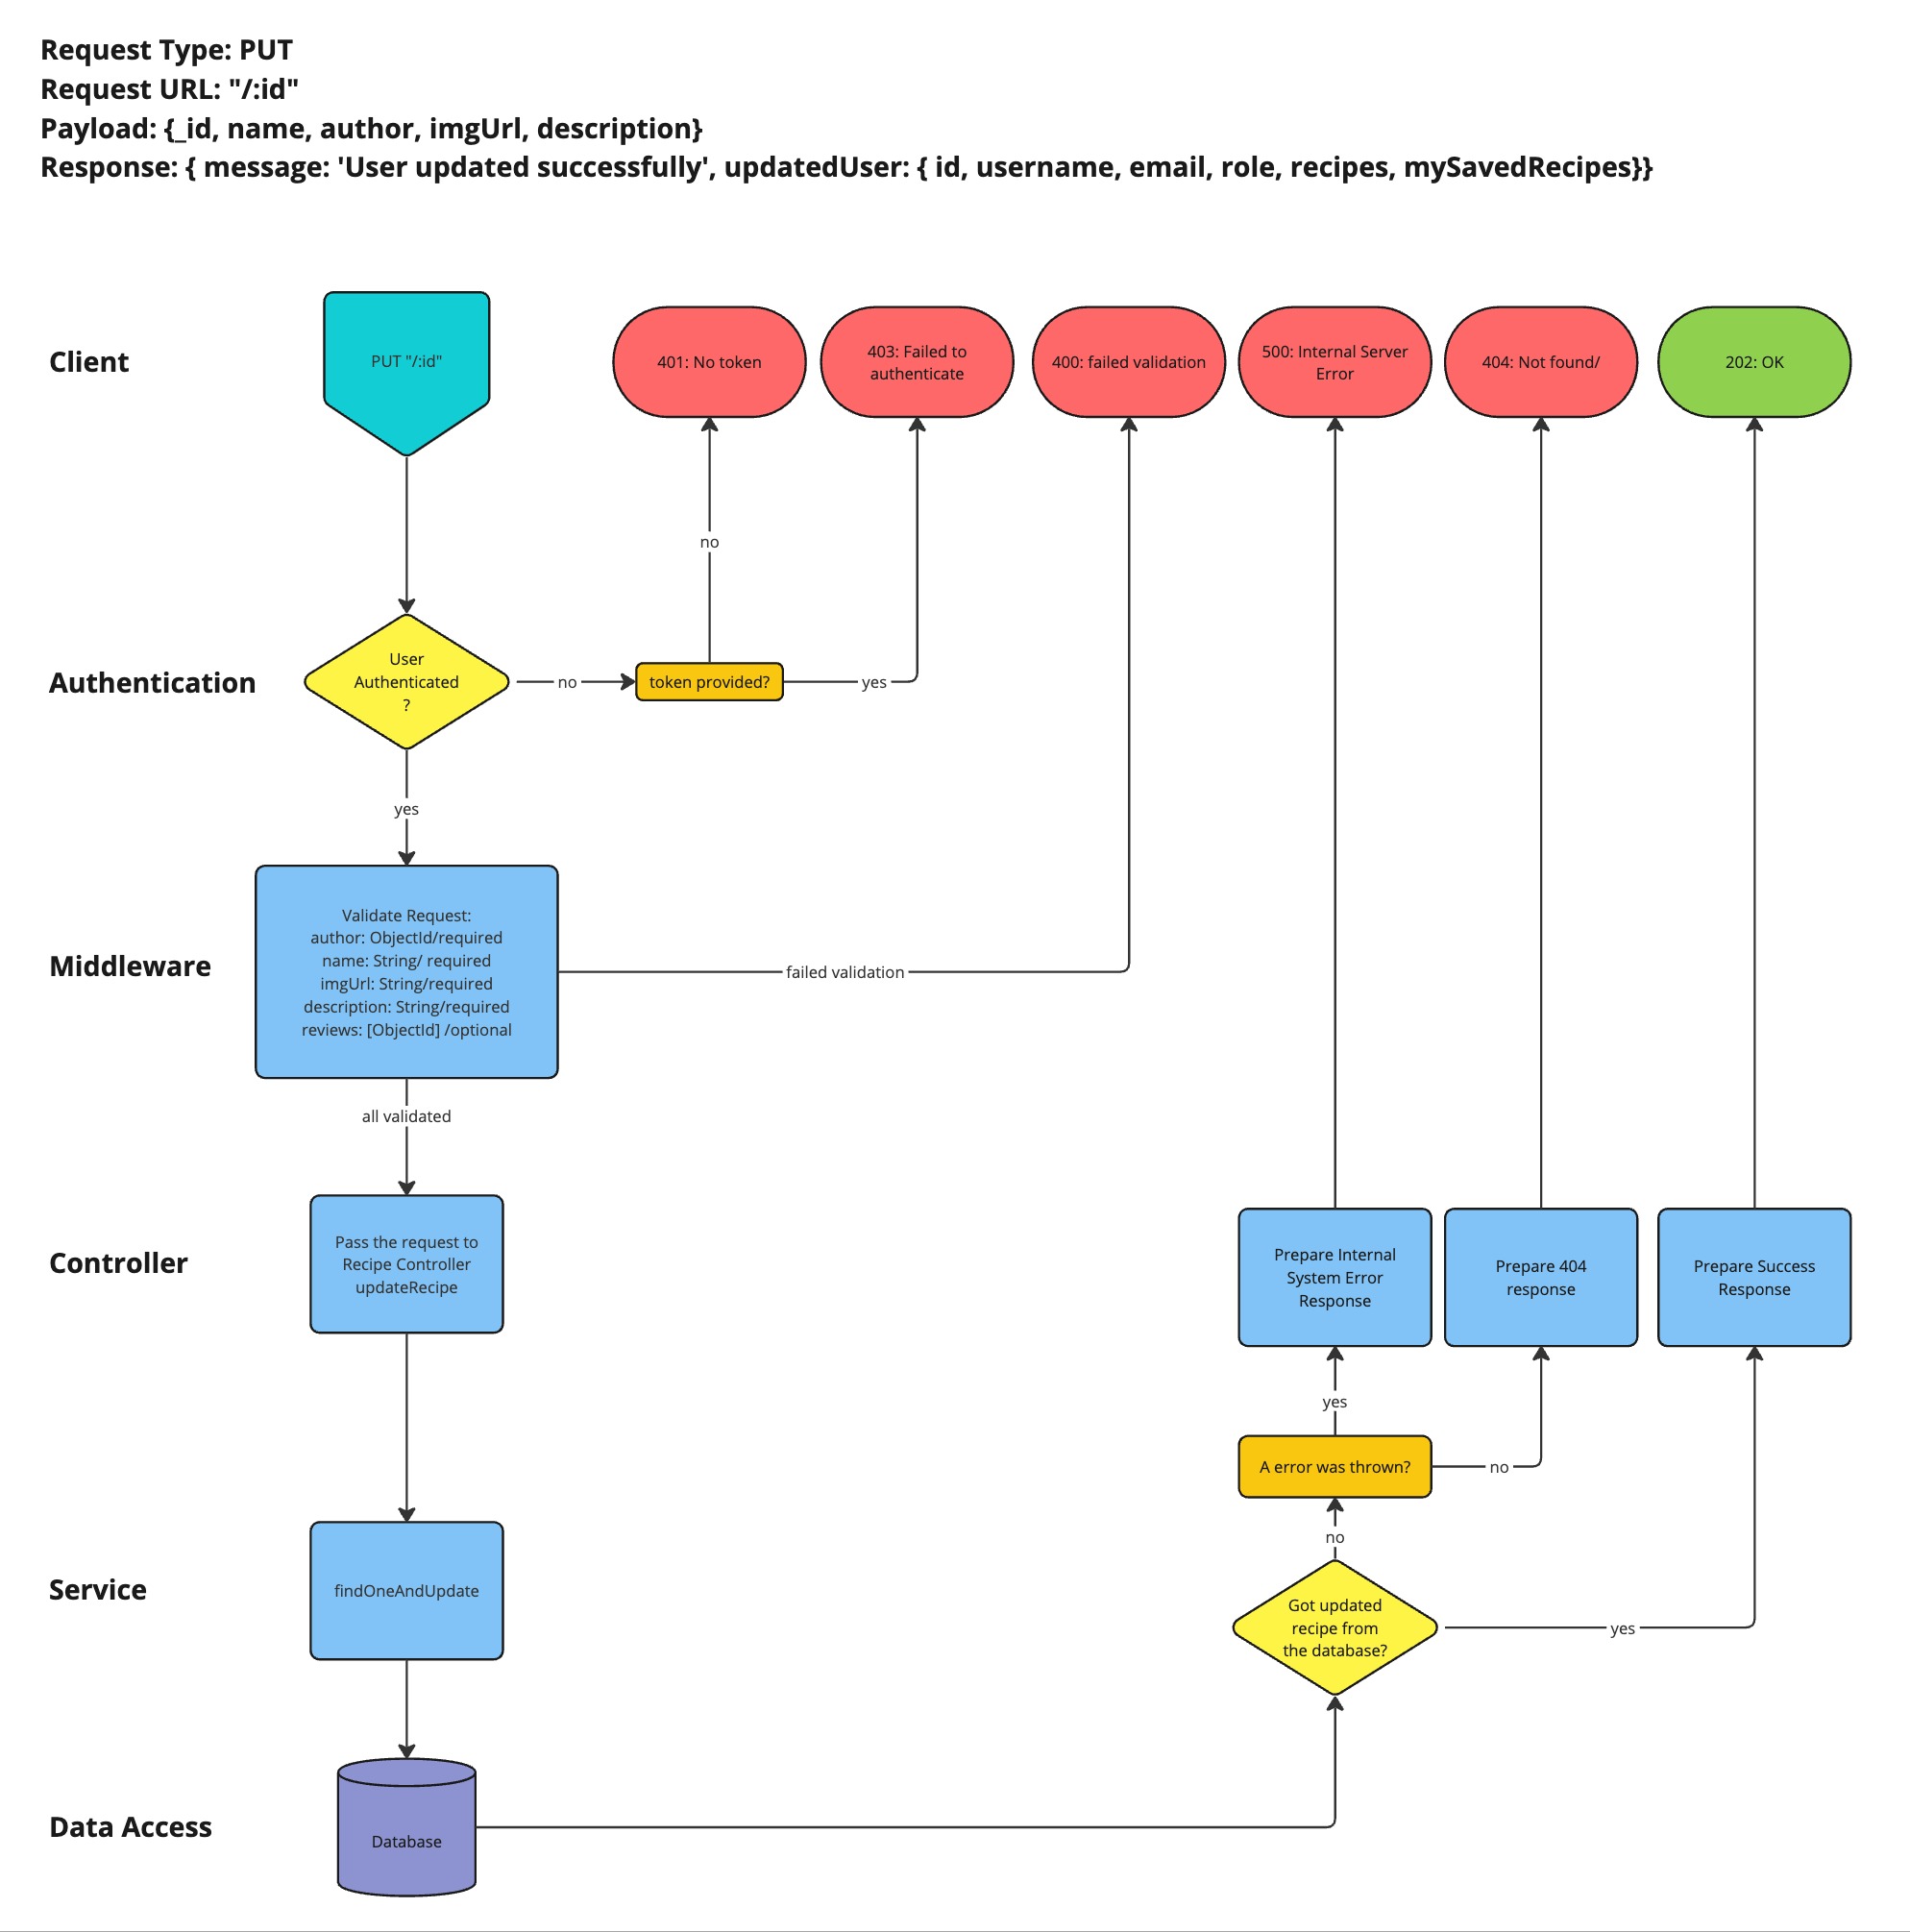 Request Type: PUT
Request URL: "/:id"
Payload: {_id, name, author, imgUrl, description}
Response: { message: 'User updated successfully', updatedUser: { id, username, email, role, recipes, mySavedRecipes}}
Client
PUT "/:id"
401: No token
403: Failed to
authenticate
400: failed validation
500: Internal Server
Error
404: Not found/
202: OK
no
Authentication
User
Authenticated
?
no
token provided?
yes
yes
Middleware
Validate Request:
author: ObjectId/required
name: String/ required
imgUrl: String/required
description: String/required
reviews: [ObjectId] /optional
failed validation
all validated
Controller
Pass the request to
Recipe Controller
updateRecipe
Prepare Internal
System Error
Response
Prepare 404
response
Prepare Success
Response
yes
A error was thrown?
no
no
Service
findOneAndUpdate
Got updated
recipe from
the database?
yes
Data Access
Database